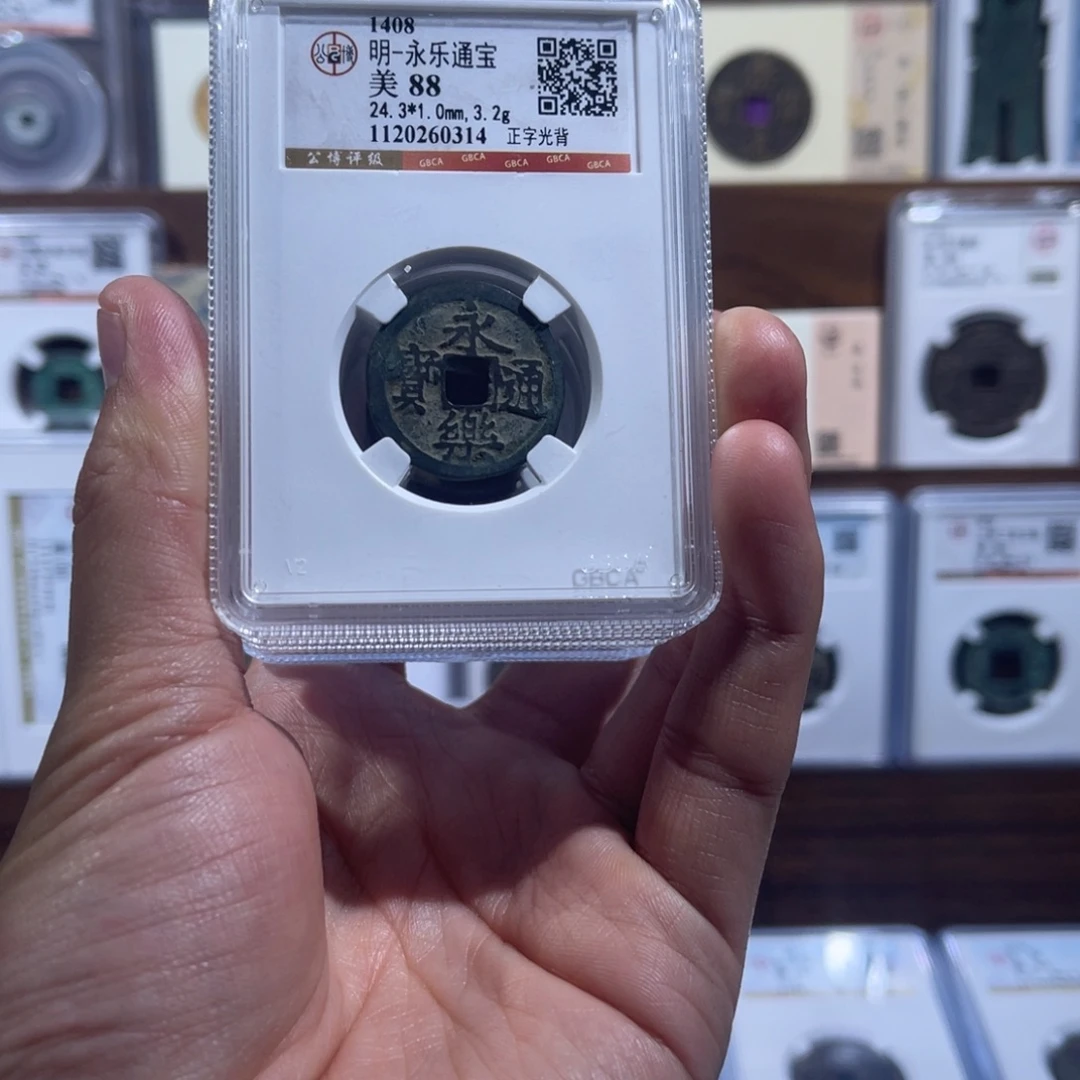 1408
明-永乐通宝
美 88
24.3*1.0mm,3.2g
1120260314 正字光背
公博评级 GBCA GBCA GBCA GBCA GBCA
永樂通寶
GBCA